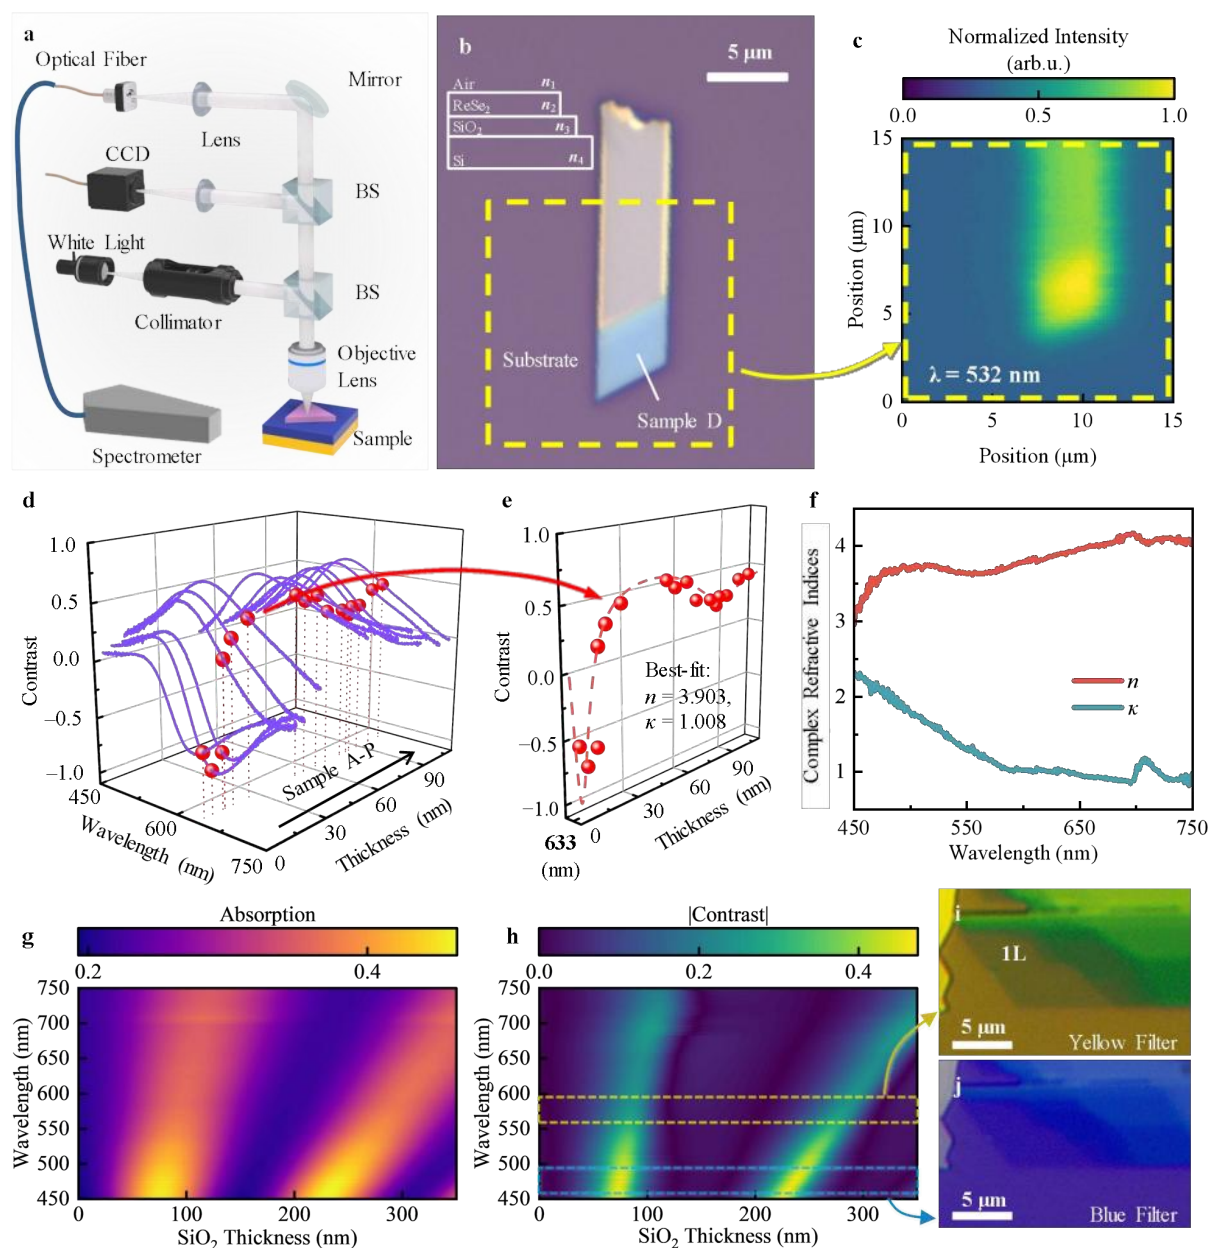 a
Optical Fiber
Mirror
Lens
CCD
BS
White Light
BS
Collimator
Objective
Lens
Sample
Spectrometer
b
5 μm
Air n₁
ReSe₂ n₂
SiO₂ n₃
Si n₄
Substrate
Sample D
c
Normalized Intensity
(arb.u.)
0.0 0.5 1.0
15
10
5
0
Position (μm)
λ = 532 nm
0 5 10 15
Position (μm)
d
1.0
0.5
0.0
−0.5
−1.0
Contrast
450
600
750
Wavelength (nm)
0
30
60
90
Thickness (nm)
Sample A-P
e
1.0
0.5
0.0
−0.5
−1.0
Contrast
Best-fit:
n = 3.903,
κ = 1.008
633
(nm)
0
30
60
90
Thickness (nm)
f
Complex Refractive Indices
4
3
2
1
n
κ
450 550 650 750
Wavelength (nm)
g
Absorption
0.2 0.4
750
700
650
600
550
500
450
Wavelength (nm)
0 100 200 300
SiO₂ Thickness (nm)
h
|Contrast|
0.0 0.2 0.4
750
700
650
600
550
500
450
Wavelength (nm)
0 100 200 300
SiO₂ Thickness (nm)
i
1L
5 μm
Yellow Filter
j
5 μm
Blue Filter